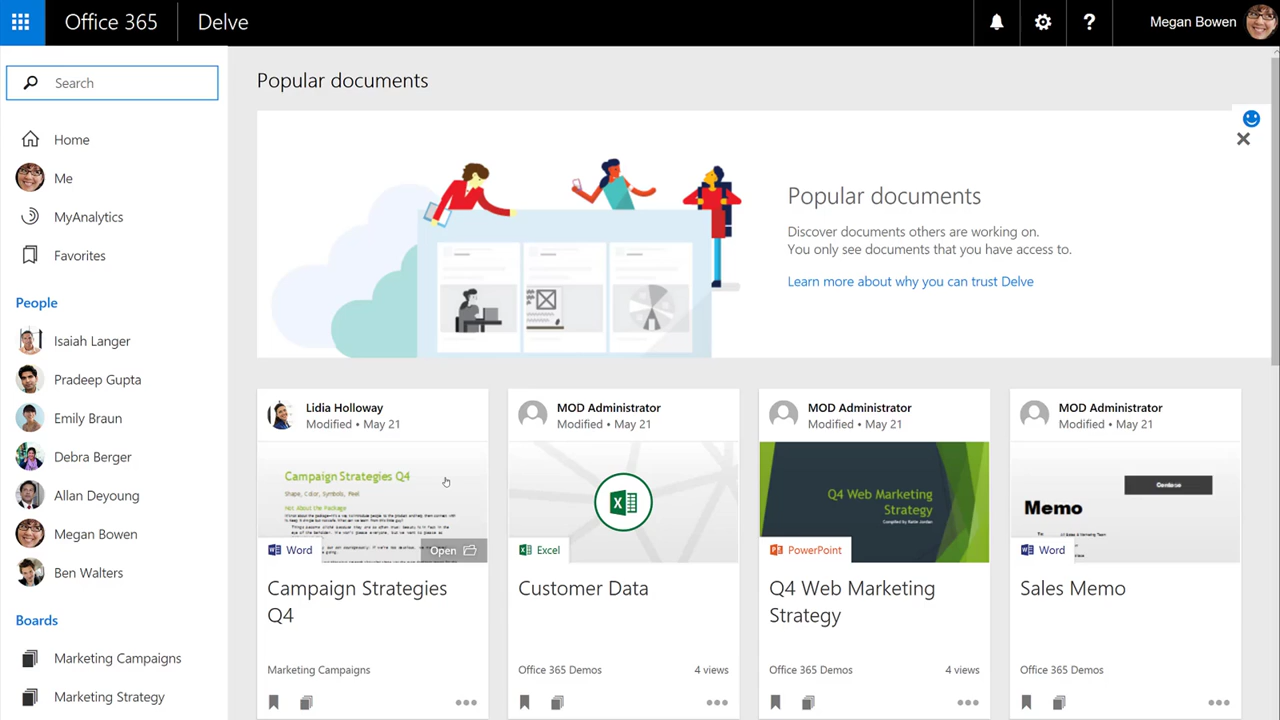 Office 365
Delve
?
Megan Bowen
Search
Home
Me
MyAnalytics
Favorites
People
Isaiah Langer
Pradeep Gupta
Emily Braun
Debra Berger
Allan Deyoung
Megan Bowen
Ben Walters
Boards
Marketing Campaigns
Marketing Strategy
Popular documents
Popular documents
Discover documents others are working on.
You only see documents that you have access to.
Learn more about why you can trust Delve
Lidia Holloway
Modified • May 21
Campaign Strategies Q4
Shape, Color, Symbols, Feel
Word
Open
Campaign Strategies
Q4
Marketing Campaigns
MOD Administrator
Modified • May 21
Excel
Customer Data
Office 365 Demos
4 views
MOD Administrator
Modified • May 21
Q4 Web Marketing
Strategy
PowerPoint
Q4 Web Marketing
Strategy
Office 365 Demos
4 views
MOD Administrator
Modified • May 21
Contoso
Memo
Word
Sales Memo
Office 365 Demos